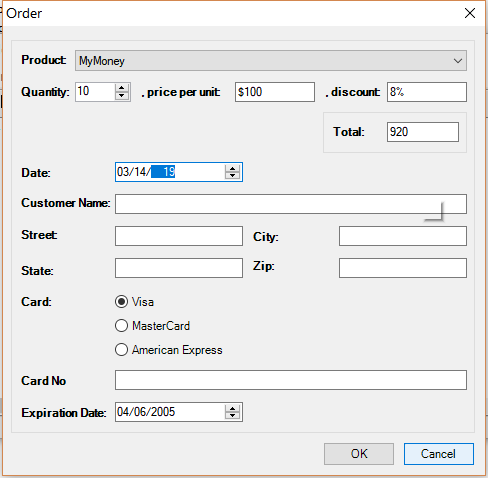 Order
Product: MyMoney
Quantity: 10 , price per unit: $100 , discount: 8%
Total: 920
Date: 03/14/ 19
Customer Name:
Street: City:
State: Zip:
Card: Visa
MasterCard
American Express
Card No
Expiration Date: 04/06/2005
OK Cancel